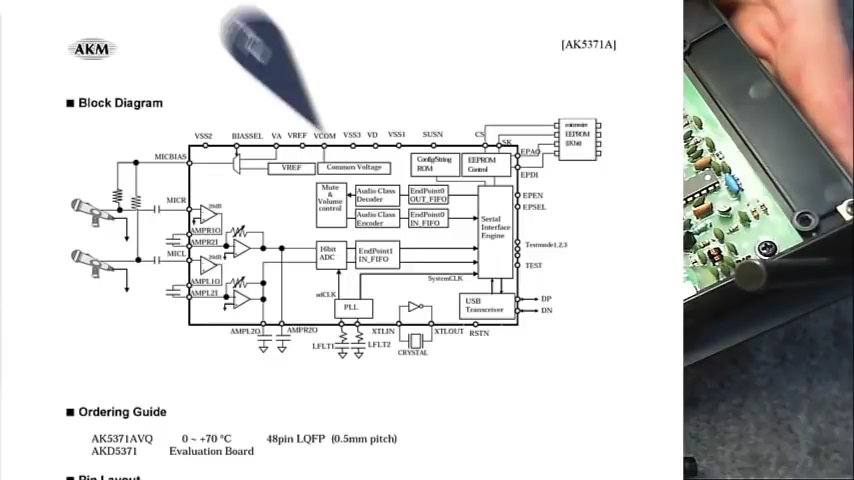 AKM
[AK5371A]
■ Block Diagram
VSS2 BIASSEL VA VREF VCOM VSS3 VD VSS1 SUSN CS
SK
EPAO
EPDI
EEPROM
MICBIAS
VREF
Common Voltage
ConfigString
ROM
EEPROM
Control
Mute &
Volume
control
Audio Class
Decoder
EndPoint0
OUT_FIFO
EPEN
EPSEL
MICR
AMPR1O
AMPR2I
Audio Class
Encoder
EndPoint0
IN_FIFO
Serial
Interface
Engine
MICL
AMPL1O
AMPL2I
16bit
ADC
EndPoint1
IN_FIFO
Testmode1,2,3
TEST
SystemCLK
adCLK
PLL
USB
Transceiver
DP
DN
AMPL2O AMPR2O XTLIN XTLOUT RSTN
LFLT1 LFLT2
CRYSTAL
■ Ordering Guide
AK5371AVQ 0 ~ +70 °C 48pin LQFP (0.5mm pitch)
AKD5371 Evaluation Board
■ Pin Layout